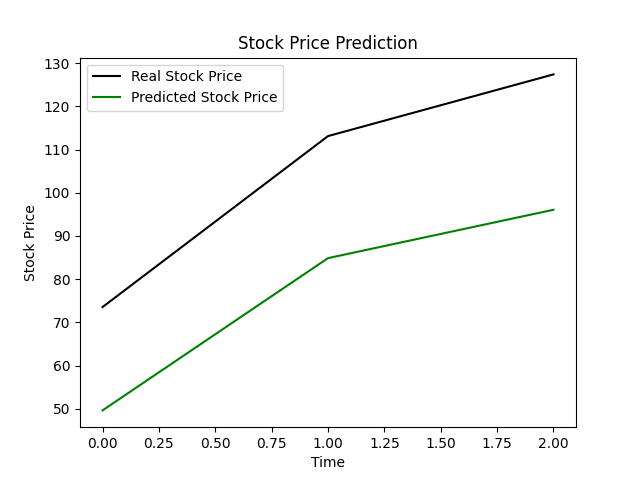 Stock Price Prediction
Real Stock Price
Predicted Stock Price
130
120
110
100
90
80
70
60
50
Stock Price
0.00 0.25 0.50 0.75 1.00 1.25 1.50 1.75 2.00
Time